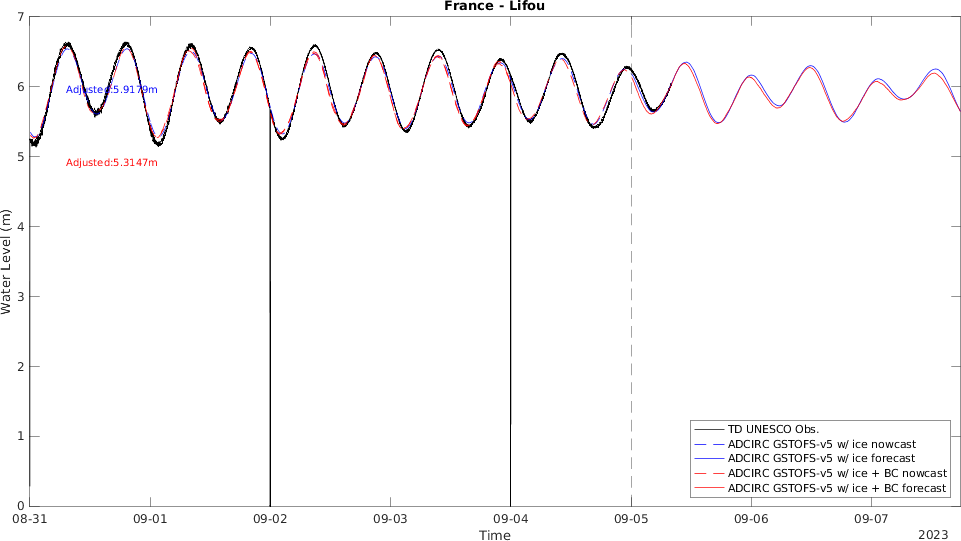 France - Lifou
7
6
5
4
3
2
1
0
Water Level (m)
Adjusted:5.9179m
Adjusted:5.3147m
TD UNESCO Obs.
ADCIRC GSTOFS-v5 w/ ice nowcast
ADCIRC GSTOFS-v5 w/ ice forecast
ADCIRC GSTOFS-v5 w/ ice + BC nowcast
ADCIRC GSTOFS-v5 w/ ice + BC forecast
08-31 09-01 09-02 09-03 09-04 09-05 09-06 09-07
Time
2023